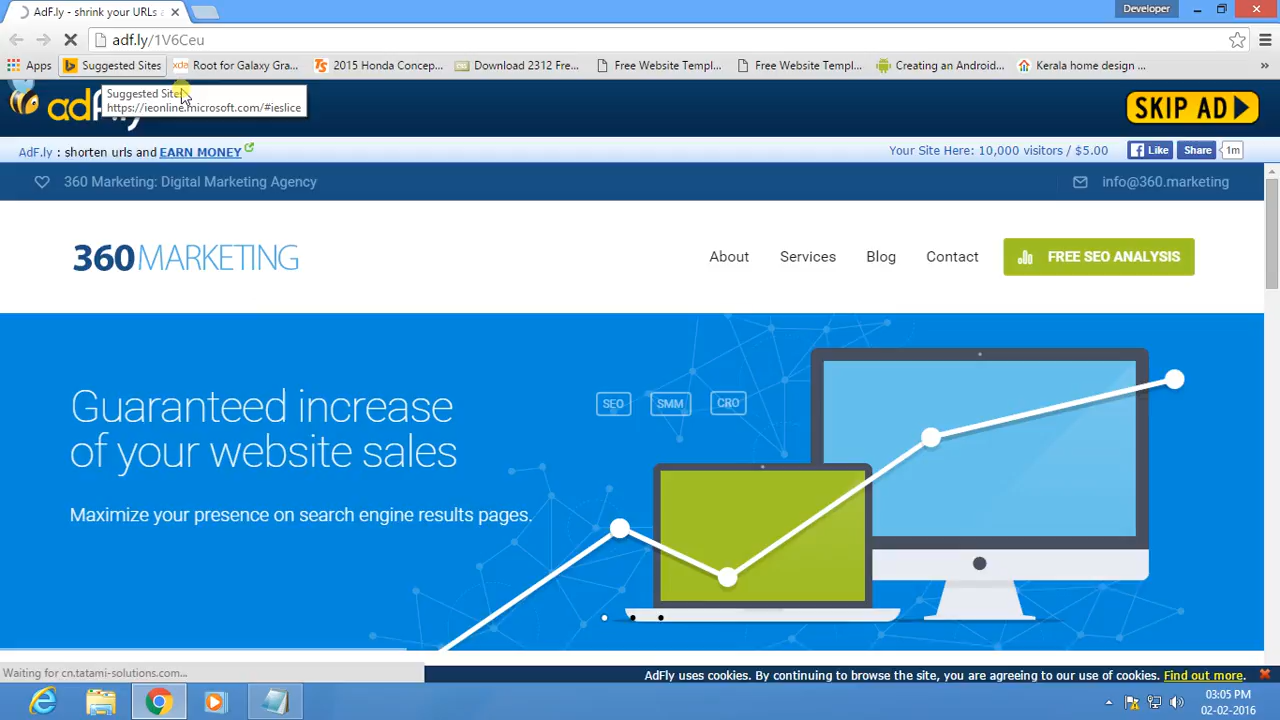 AdF.ly - shrink your URLs a
Developer
adf.ly/1V6Ceu
Apps
Suggested Sites
Root for Galaxy Gra...
2015 Honda Concep...
Download 2312 Free...
Free Website Templ...
Free Website Templ...
Creating an Android...
Kerala home design ...
»
Suggested Sites
https://ieonline.microsoft.com/#ieslice
adfly
SKIP AD
AdF.ly : shorten urls and EARN MONEY
Your Site Here: 10,000 visitors / $5.00
Like
Share
1m
360 Marketing: Digital Marketing Agency
info@360.marketing
360MARKETING
About
Services
Blog
Contact
FREE SEO ANALYSIS
Guaranteed increase
of your website sales
SEO
SMM
CRO
Maximize your presence on search engine results pages.
Waiting for cn.tatami-solutions.com...
AdFly uses cookies. By continuing to browse the site, you are agreeing to our use of cookies. Find out more.
03:05 PM
02-02-2016